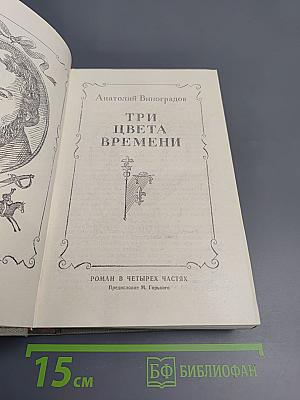 Анатолий Виноградов
ТРИ
ЦВЕТА
ВРЕМЕНИ
РОМАН В ЧЕТЫРЕХ ЧАСТЯХ
Предисловие М. Горького
15 см
БФ БИБЛИОФАН